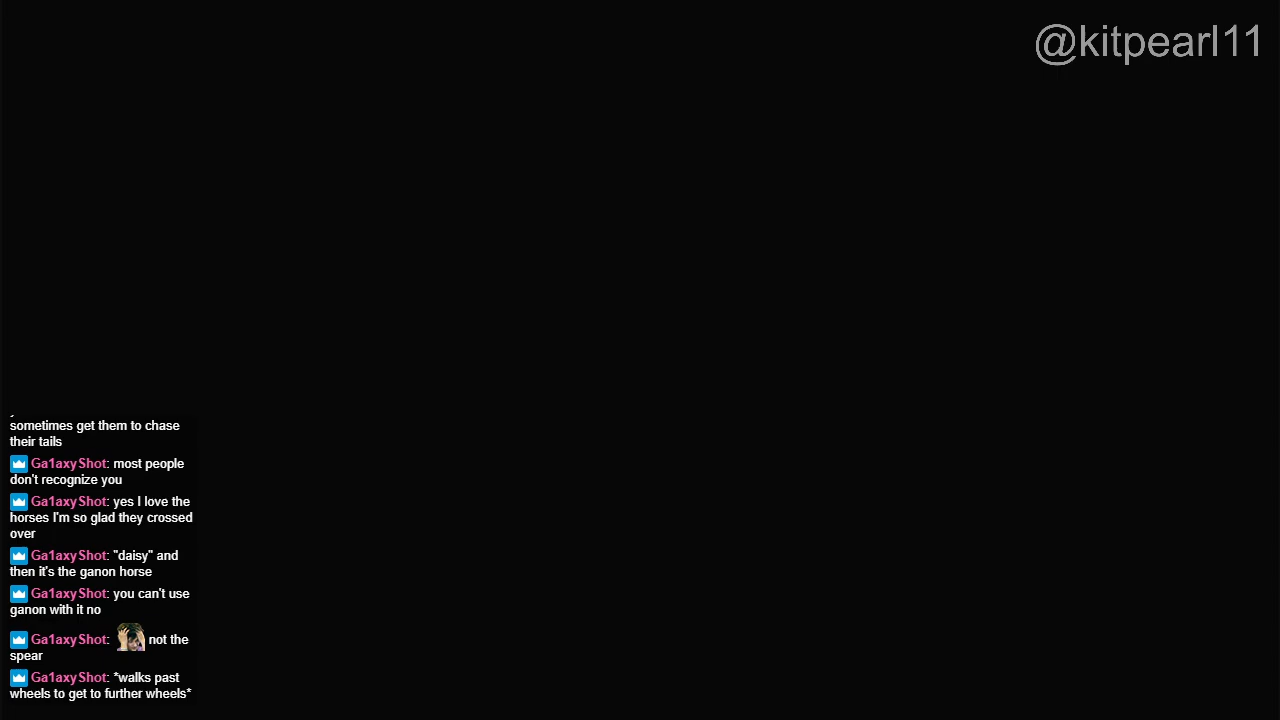 @kitpearl11
sometimes get them to chase
their tails
Ga1axyShot: most people
don't recognize you
Ga1axyShot: yes I love the
horses I'm so glad they crossed
over
Ga1axyShot: "daisy" and
then it's the ganon horse
Ga1axyShot: you can't use
ganon with it no
Ga1axyShot: not the
spear
Ga1axyShot: *walks past
wheels to get to further wheels*